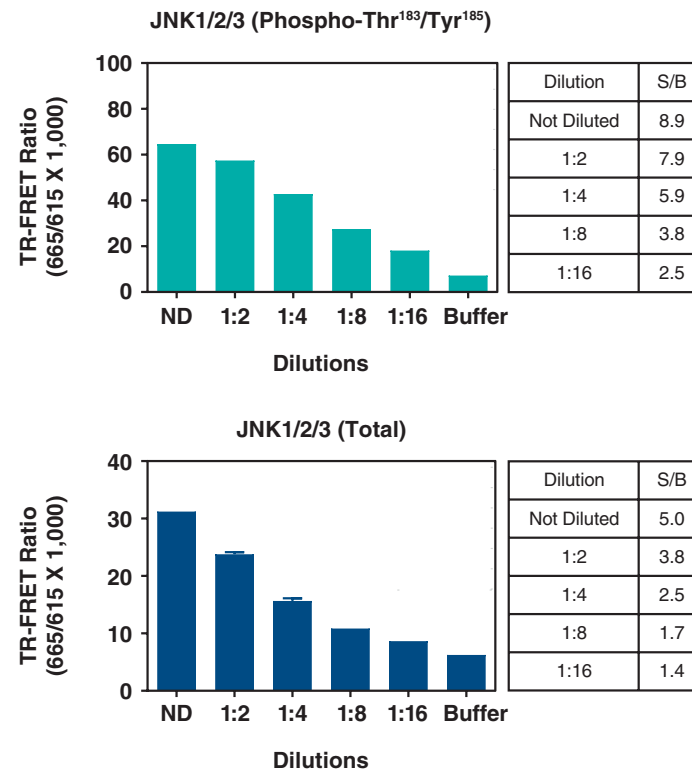 JNK1/2/3 (Phospho-Thr¹⁸³/Tyr¹⁸⁵)
TR-FRET Ratio
(665/615 X 1,000)
100
80
60
40
20
0
ND 1:2 1:4 1:8 1:16 Buffer
Dilutions
Dilution S/B
Not Diluted 8.9
1:2 7.9
1:4 5.9
1:8 3.8
1:16 2.5
JNK1/2/3 (Total)
TR-FRET Ratio
(665/615 X 1,000)
40
30
20
10
0
ND 1:2 1:4 1:8 1:16 Buffer
Dilutions
Dilution S/B
Not Diluted 5.0
1:2 3.8
1:4 2.5
1:8 1.7
1:16 1.4